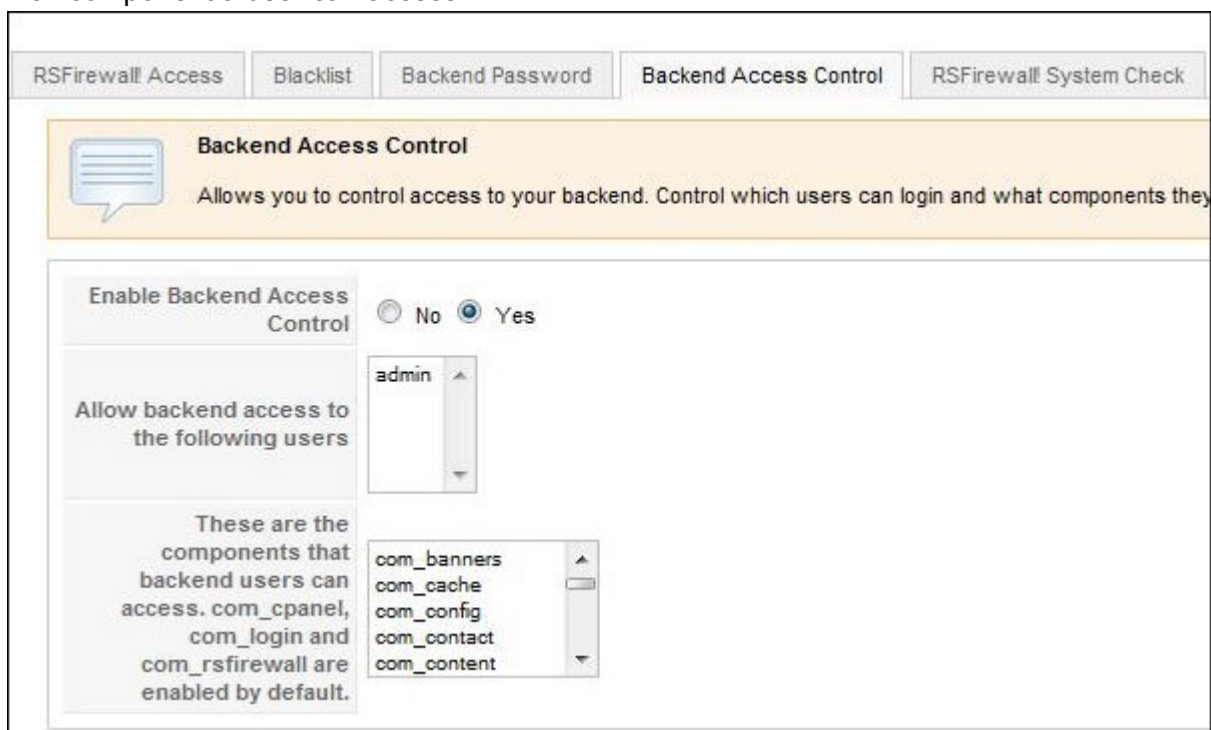 RSFirewall! Access Blacklist Backend Password Backend Access Control RSFirewall! System Check
Backend Access Control
Allows you to control access to your backend. Control which users can login and what components they
Enable Backend Access
Control
No Yes
Allow backend access to
the following users
admin
These are the
components that
backend users can
access. com_cpanel,
com_login and
com_rsfirewall are
enabled by default.
com_banners
com_cache
com_config
com_contact
com_content